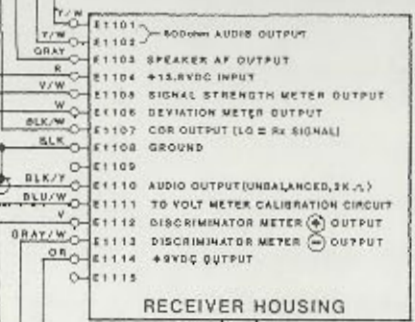 Y/W
E1101
600ohm AUDIO OUTPUT
Y/W E1102
GRAY E1103 SPEAKER AF OUTPUT
R E1104 +13.8VDC INPUT
V/W E1105 SIGNAL STRENGTH METER OUTPUT
W E1106 DEVIATION METER OUTPUT
BLK/W E1107 COR OUTPUT (LO = Rx SIGNAL)
BLK E1108 GROUND
E1109
BLK/Y E1110 AUDIO OUTPUT (UNBALANCED, 2K Ω)
BLU/W E1111 TO VOLT METER CALIBRATION CIRCUIT
V E1112 DISCRIMINATOR METER + OUTPUT
GRAY/W E1113 DISCRIMINATOR METER - OUTPUT
OR E1114 +9VDC OUTPUT
E1115
RECEIVER HOUSING